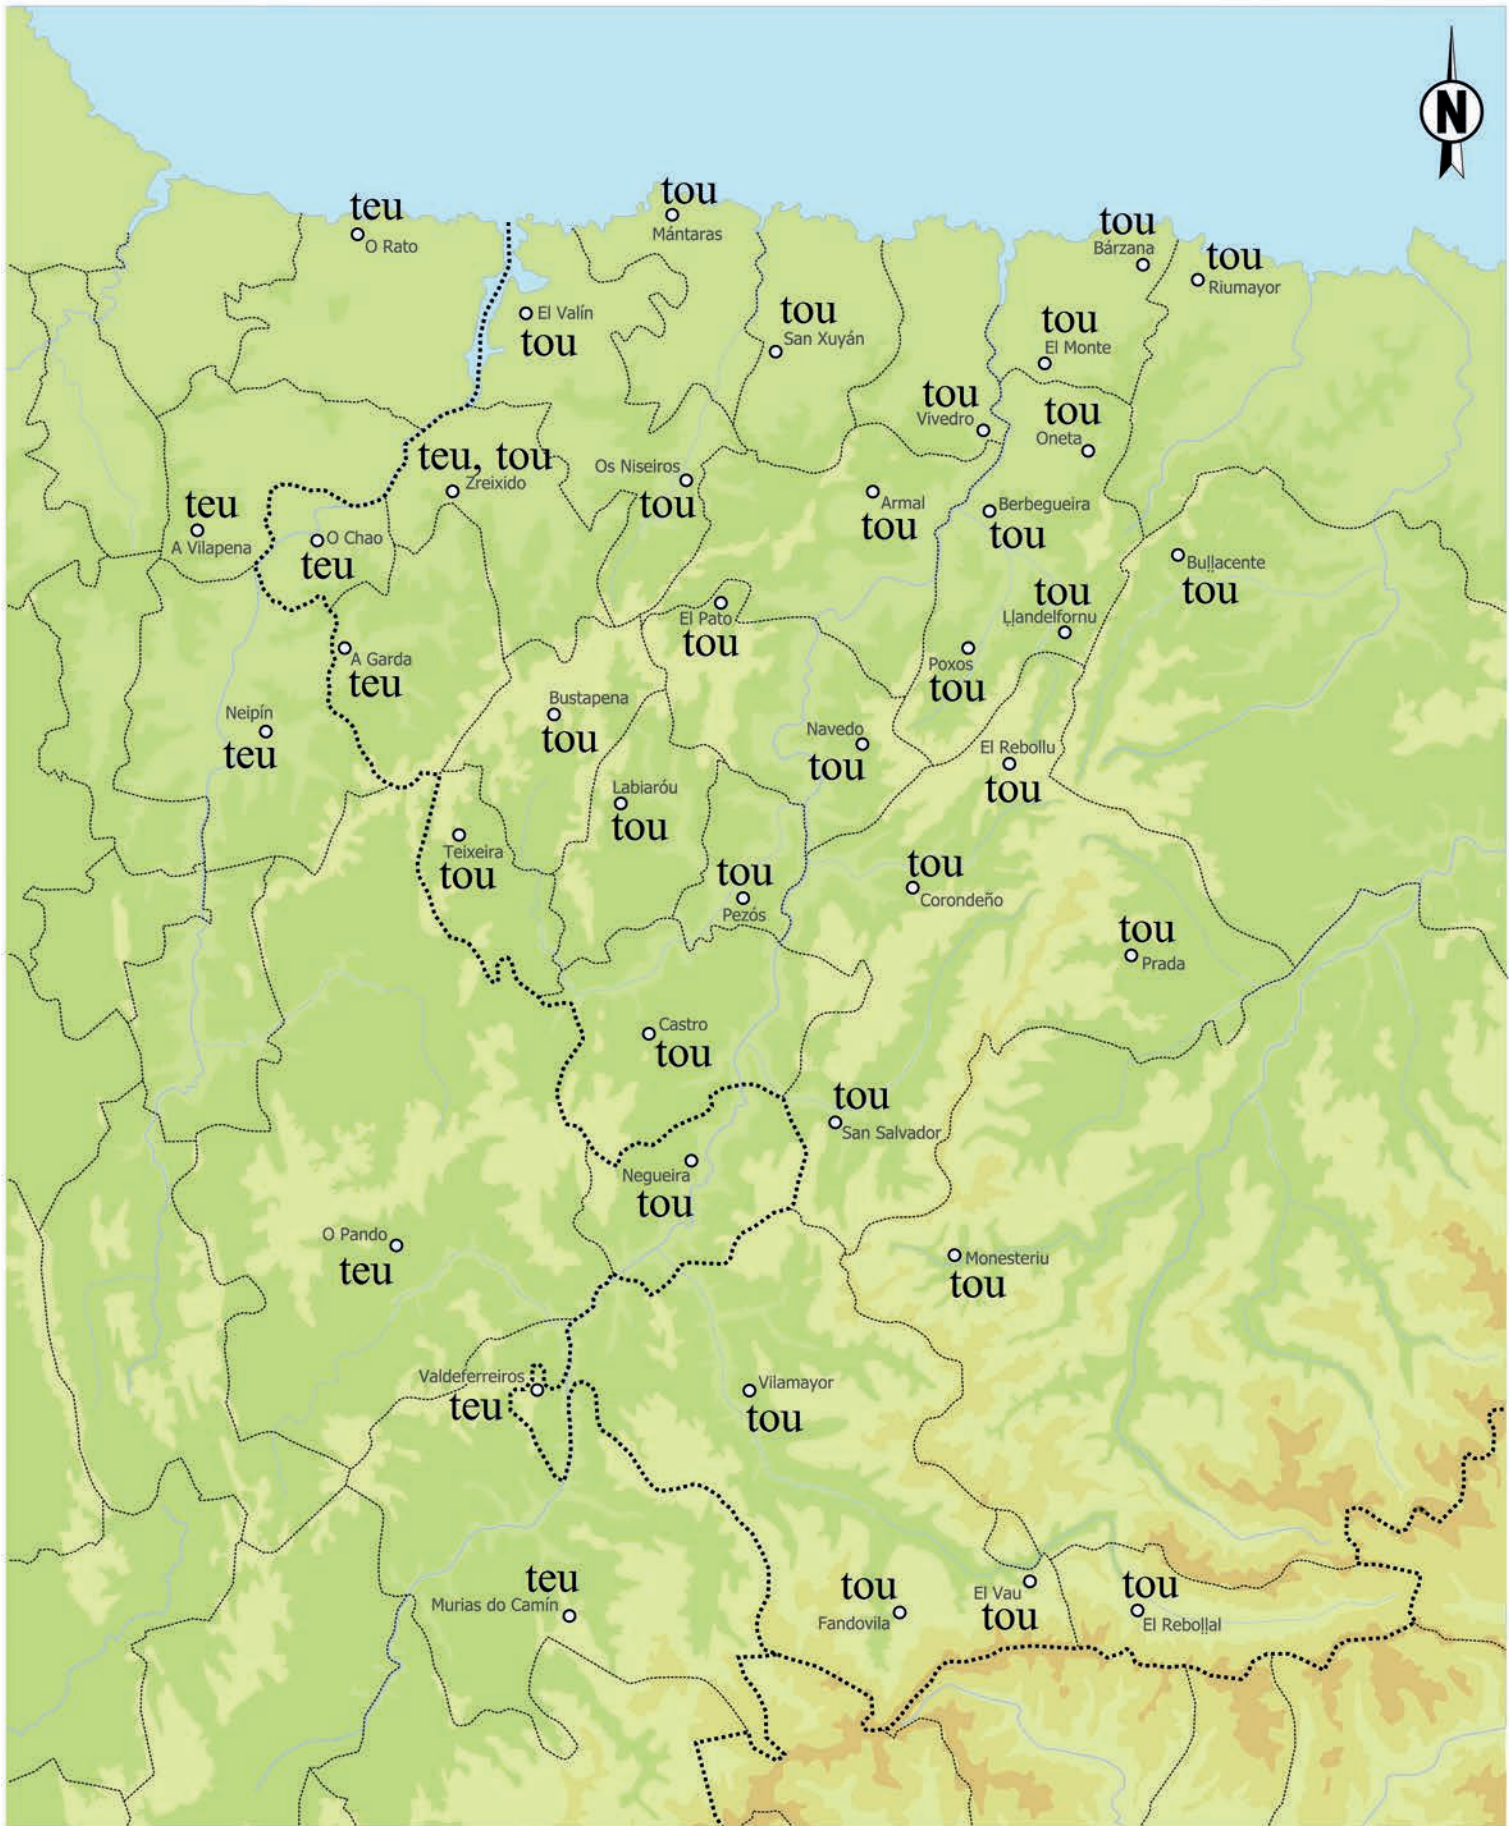 N
tou
teu
O Rato
Mántaras
tou
Bárzana
tou
Riumayor
El Valín
tou
tou
San Xuyán
tou
El Monte
tou
Vivedro
tou
Oneta
teu, tou
Zreixido
Os Niseiros
tou
teu
A Vilapena
Armal
tou
Berbegueira
tou
O Chao
teu
Buḷḷacente
tou
tou
Ḷḷandelfornu
El Pato
tou
A Garda
teu
Poxos
tou
Bustapena
tou
Neipín
teu
Navedo
tou
El Rebollu
tou
Labiaróu
tou
Teixeira
tou
tou
Pezós
tou
Corondeño
tou
Prada
Castro
tou
tou
San Salvador
Negueira
tou
O Pando
teu
Monesteriu
tou
Valdeferreiros
teu
Vilamayor
tou
teu
Murias do Camín
tou
Fandovila
El Vau
tou
tou
El Reboḷḷal